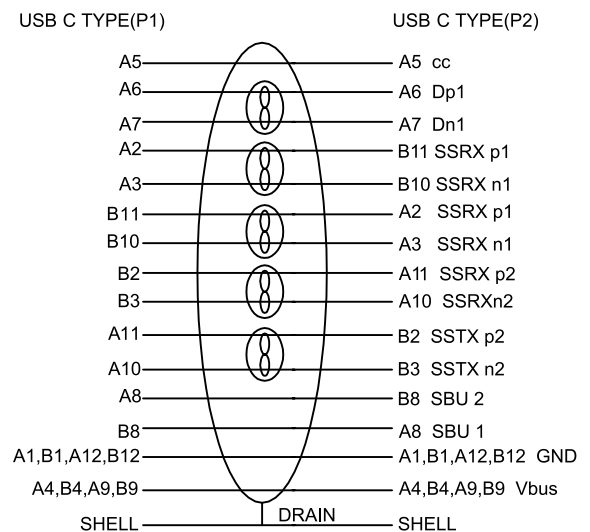 USB C TYPE(P1) USB C TYPE(P2)
A5 A5 cc
A6 A6 Dp1
A7 A7 Dn1
A2 B11 SSRX p1
A3 B10 SSRX n1
B11 A2 SSRX p1
B10 A3 SSRX n1
B2 A11 SSRX p2
B3 A10 SSRXn2
A11 B2 SSTX p2
A10 B3 SSTX n2
A8 B8 SBU 2
B8 A8 SBU 1
A1,B1,A12,B12 A1,B1,A12,B12 GND
A4,B4,A9,B9 A4,B4,A9,B9 Vbus
SHELL DRAIN SHELL